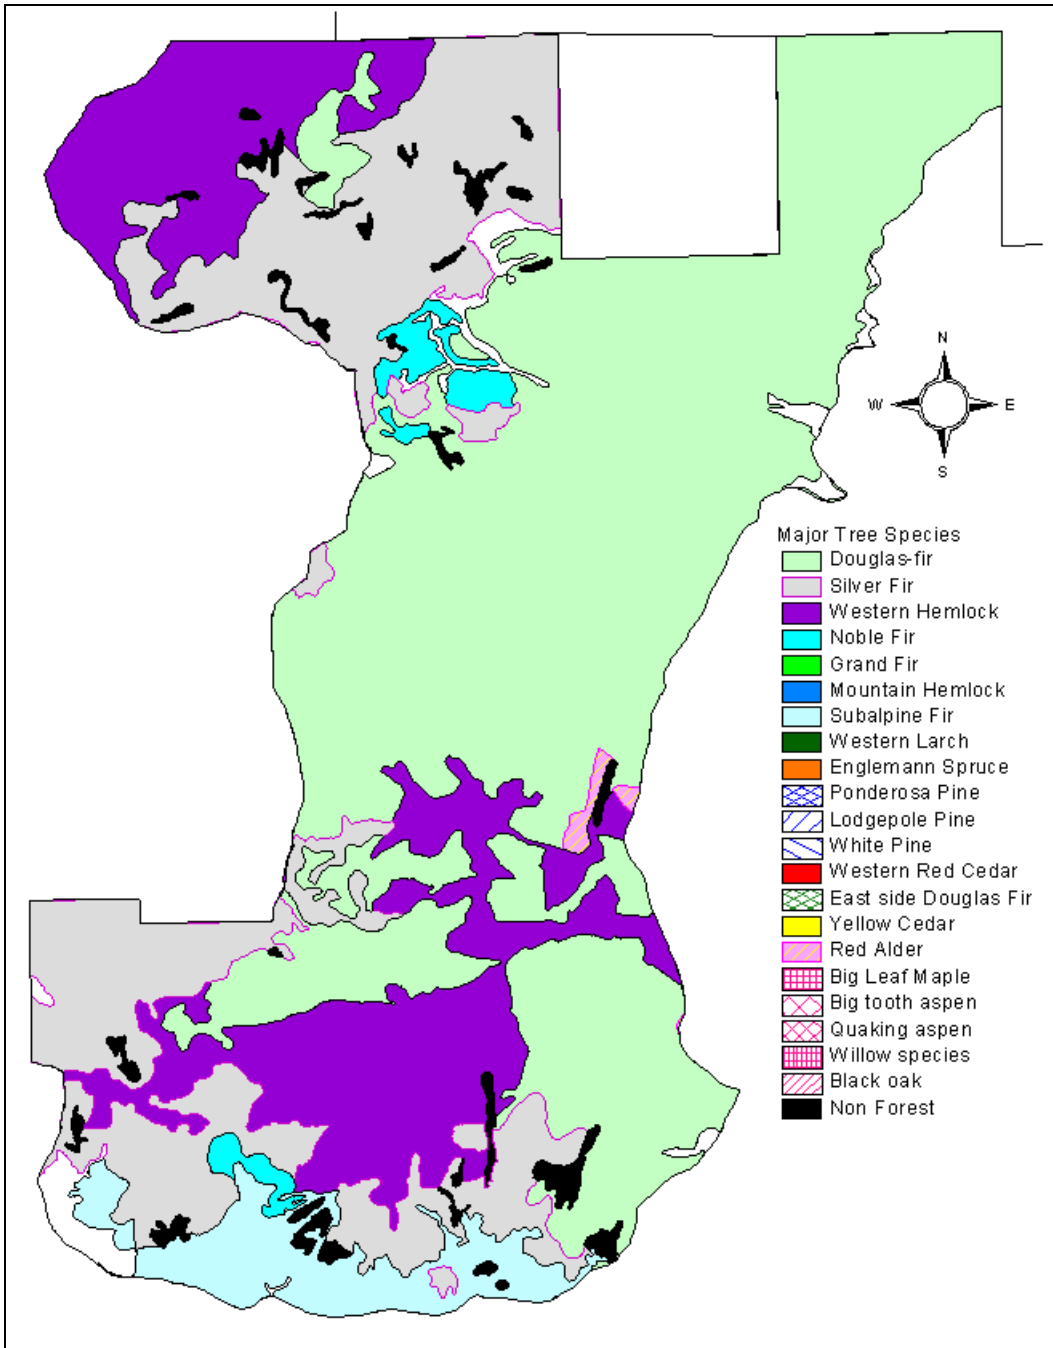 N
W E
S
Major Tree Species
Douglas-fir
Silver Fir
Western Hemlock
Noble Fir
Grand Fir
Mountain Hemlock
Subalpine Fir
Western Larch
Englemann Spruce
Ponderosa Pine
Lodgepole Pine
White Pine
Western Red Cedar
East side Douglas Fir
Yellow Cedar
Red Alder
Big Leaf Maple
Big tooth aspen
Quaking aspen
Willow species
Black oak
Non Forest